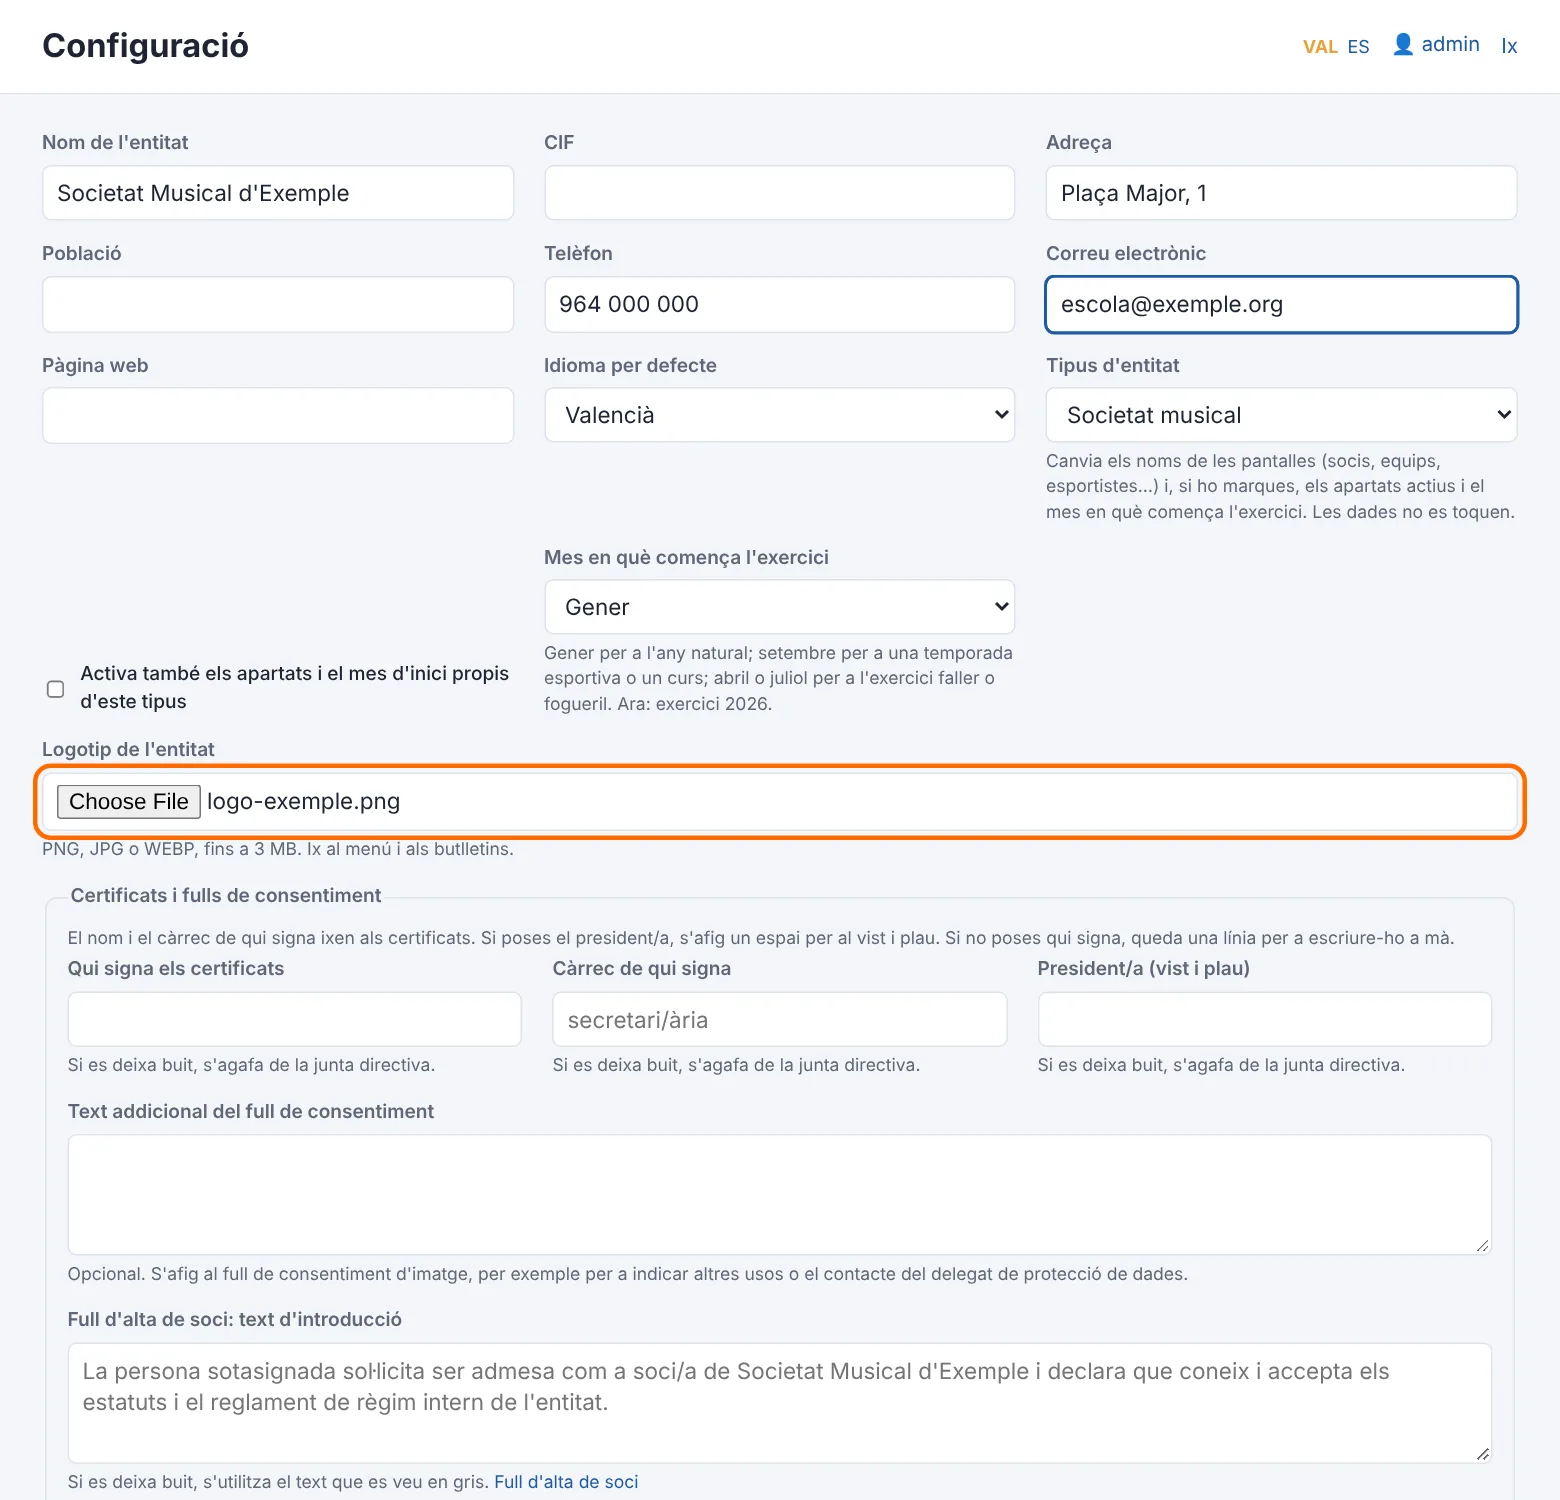 Configuració
VAL ES admin Ix
Nom de l'entitat
Societat Musical d'Exemple
CIF
Adreça
Plaça Major, 1
Població
Telèfon
964 000 000
Correu electrònic
escola@exemple.org
Pàgina web
Idioma per defecte
Valencià
Tipus d'entitat
Societat musical
Canvia els noms de les pantalles (socis, equips,
esportistes...) i, si ho marques, els apartats actius i el
mes en què comença l'exercici. Les dades no es toquen.
Activa també els apartats i el mes d'inici propis
d'este tipus
Mes en què comença l'exercici
Gener
Gener per a l'any natural; setembre per a una temporada
esportiva o un curs; abril o juliol per a l'exercici faller o
fogueril. Ara: exercici 2026.
Logotip de l'entitat
Choose File logo-exemple.png
PNG, JPG o WEBP, fins a 3 MB. Ix al menú i als butlletins.
Certificats i fulls de consentiment
El nom i el càrrec de qui signa ixen als certificats. Si poses el president/a, s'afig un espai per al vist i plau. Si no poses qui signa, queda una línia per a escriure-ho a mà.
Qui signa els certificats
Si es deixa buit, s'agafa de la junta directiva.
Càrrec de qui signa
secretari/ària
Si es deixa buit, s'agafa de la junta directiva.
President/a (vist i plau)
Si es deixa buit, s'agafa de la junta directiva.
Text addicional del full de consentiment
Opcional. S'afig al full de consentiment d'imatge, per exemple per a indicar altres usos o el contacte del delegat de protecció de dades.
Full d'alta de soci: text d'introducció
La persona sotasignada sol·licita ser admesa com a soci/a de Societat Musical d'Exemple i declara que coneix i accepta els
estatuts i el reglament de règim intern de l'entitat.
Si es deixa buit, s'utilitza el text que es veu en gris. Full d'alta de soci